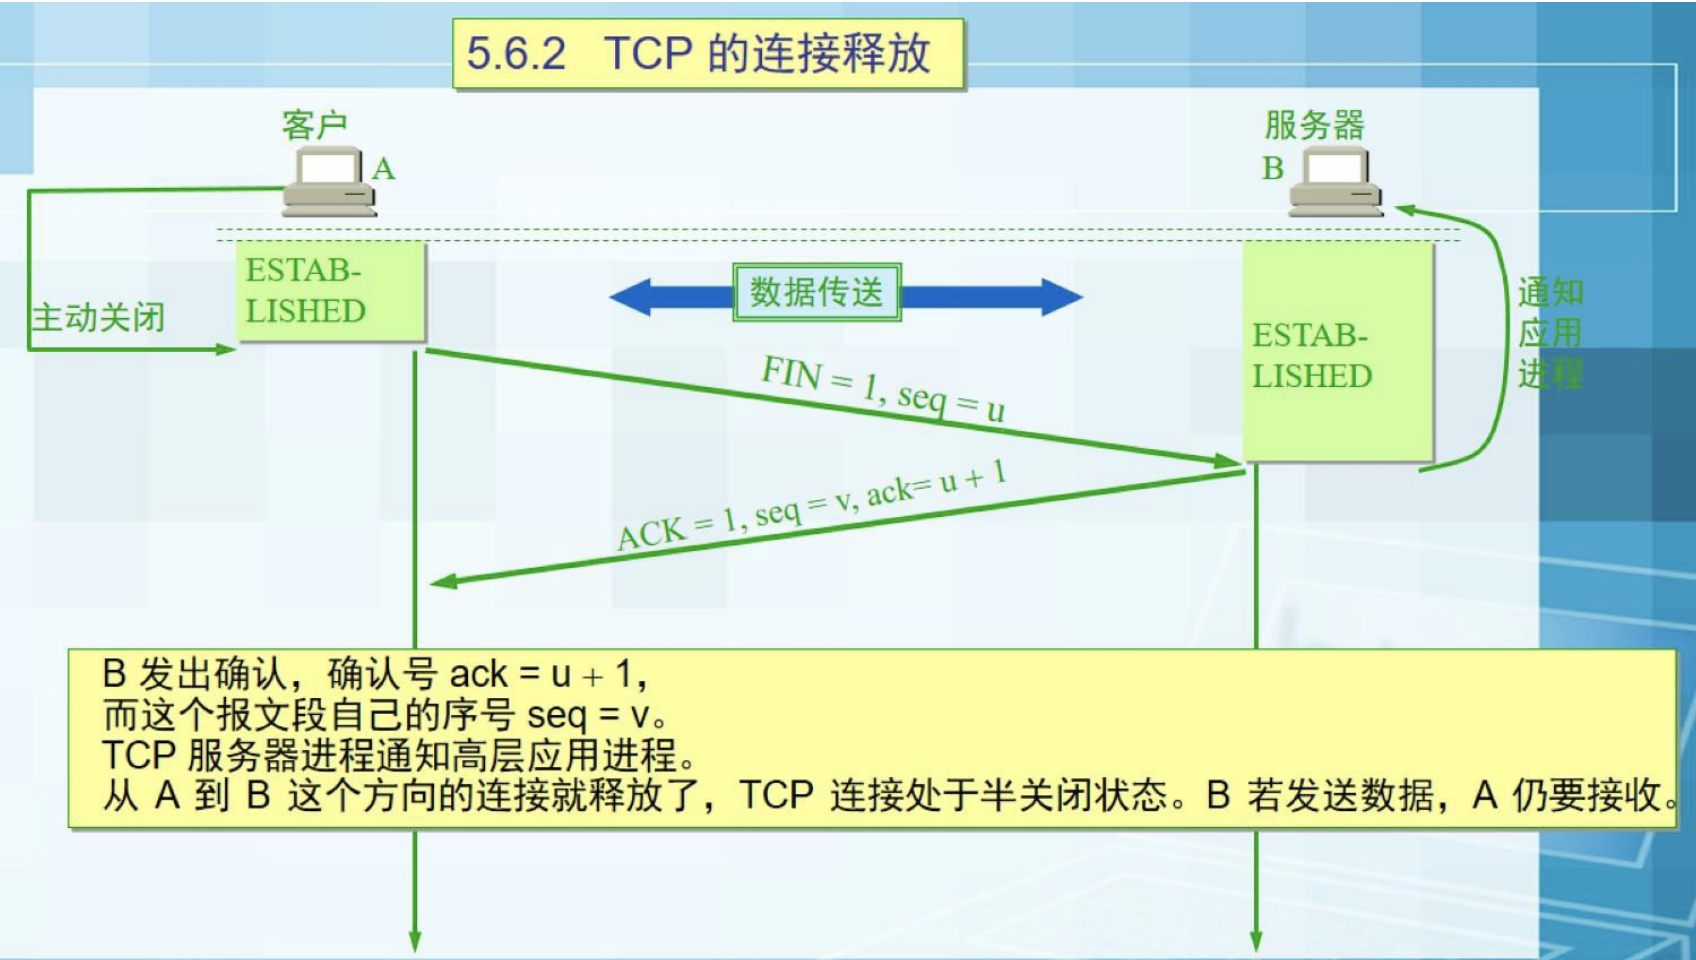 5.6.2 TCP 的连接释放
客户
A
服务器
B
ESTAB-
LISHED
数据传送
主动关闭
ESTAB-
LISHED
通知
应用
进程
FIN = 1, seq = u
ACK = 1, seq = v, ack= u + 1
B 发出确认，确认号 ack = u + 1，
而这个报文段自己的序号 seq = v。
TCP 服务器进程通知高层应用进程。
从 A 到 B 这个方向的连接就释放了，TCP 连接处于半关闭状态。B 若发送数据，A 仍要接收。